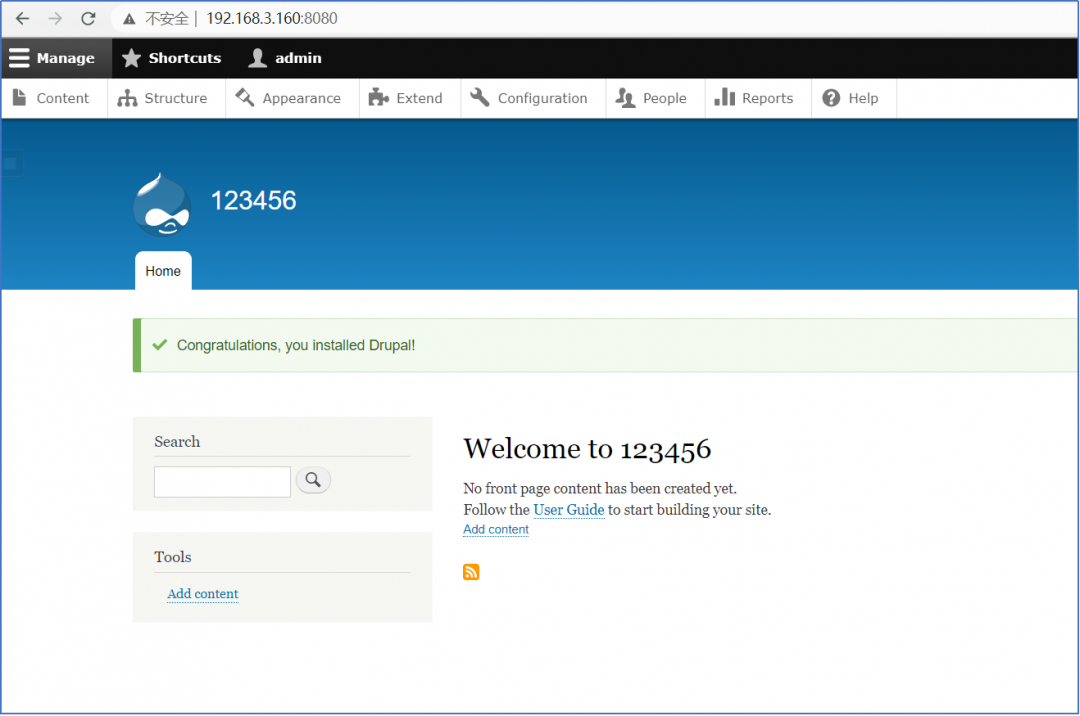 不安全 | 192.168.3.160:8080
Manage Shortcuts admin
Content Structure Appearance Extend Configuration People Reports Help
123456
Home
Congratulations, you installed Drupal!
Search
Welcome to 123456
No front page content has been created yet.
Follow the User Guide to start building your site.
Add content
Tools
Add content